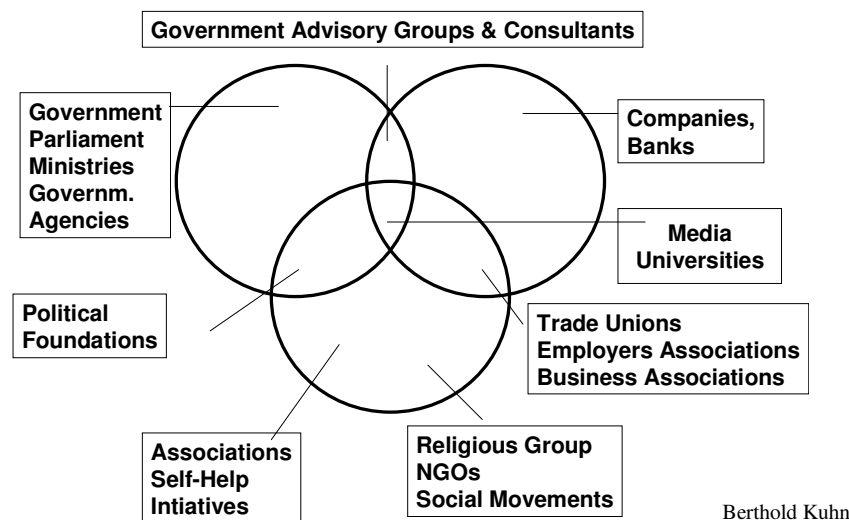 Government Advisory Groups & Consultants
Government
Parliament
Ministries
Governm.
Agencies
Companies,
Banks
Media
Universities
Political
Foundations
Trade Unions
Employers Associations
Business Associations
Associations
Self-Help
Intiatives
Religious Group
NGOs
Social Movements
Berthold Kuhn